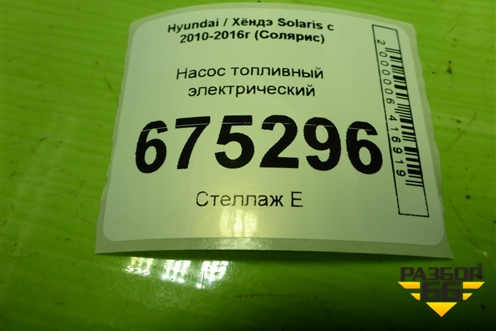 Hyundai / Хёндэ Solaris с
2010-2016г (Солярис)
Насос топливный
электрический
675296
Стеллаж Е
2000006416919
РАЗБОР
66